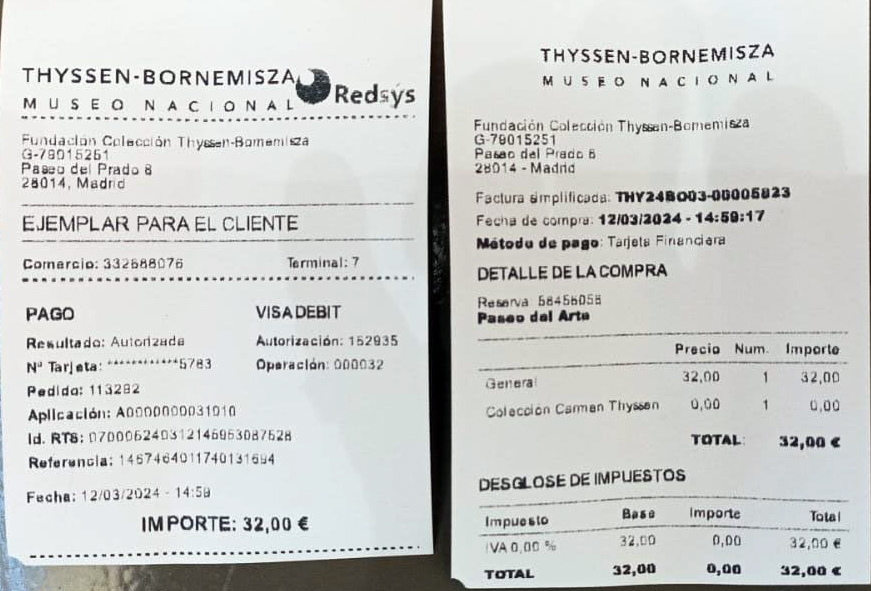 THYSSEN-BORNEMISZA
MUSEO NACIONAL
Redsýs
Fundación Colección Thyssen-Bornemisza
G-79015251
Paseo del Prado 8
28014, Madrid
EJEMPLAR PARA EL CLIENTE
Comercio: 332688076 Terminal: 7
PAGO VISA DEBIT
Resultado: Autorizada Autorización: 152935
Nº Tarjeta: ************5783 Operación: 000032
Pedido: 113292
Aplicación: A0000000031010
Id. RTS: 070006240312146953087628
Referencia: 1467464011740131694
Fecha: 12/03/2024 - 14:59
IMPORTE: 32,00 €
THYSSEN-BORNEMISZA
MUSEO NACIONAL
Fundación Colección Thyssen-Bornemisza
G-79015251
Paseo del Prado 8
28014 - Madrid
Factura simplificada: THY24BO03-00005823
Fecha de compra: 12/03/2024 - 14:59:17
Método de pago: Tarjeta Financiera
DETALLE DE LA COMPRA
Reserva 58456058
Paseo del Arte
Precio Num. Importe
General 32,00 1 32,00
Colección Carmen Thyssen 0,00 1 0,00
TOTAL: 32,00 €
DESGLOSE DE IMPUESTOS
Impuesto Base Importe Total
IVA 0,00 % 32,00 0,00 32,00 €
TOTAL 32,00 0,00 32,00 €